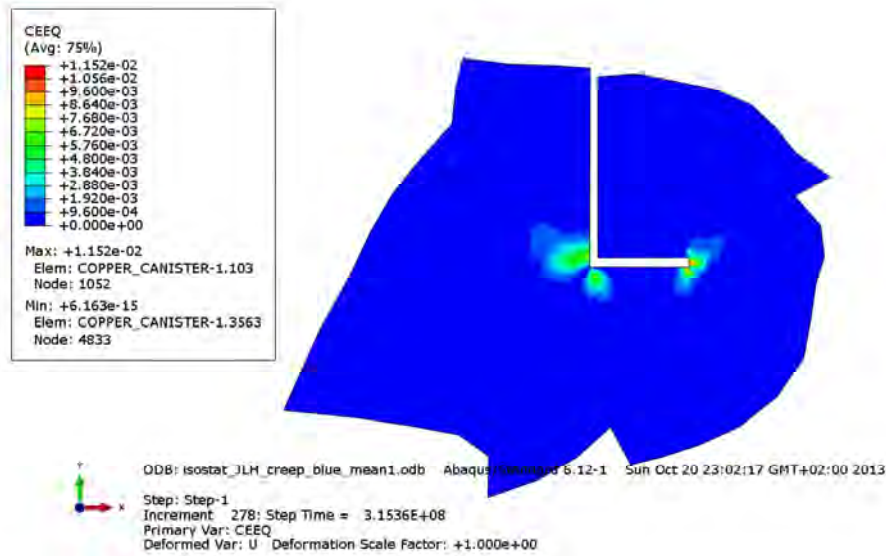 CEEQ
(Avg: 75%)
+1.152e-02
+1.056e-02
+9.600e-03
+8.640e-03
+7.680e-03
+6.720e-03
+5.760e-03
+4.800e-03
+3.840e-03
+2.880e-03
+1.920e-03
+9.600e-04
+0.000e+00
Max: +1.152e-02
Elem: COPPER_CANISTER-1.103
Node: 1052
Min: +6.163e-15
Elem: COPPER_CANISTER-1.3563
Node: 4833
Y
X
ODB: isostat_JLH_creep_blue_mean1.odb Abaqus 6.12-1 Sun Oct 20 23:02:17 GMT+02:00 2013
Step: Step-1
Increment 278: Step Time = 3.1536E+08
Primary Var: CEEQ
Deformed Var: U Deformation Scale Factor: +1.000e+00